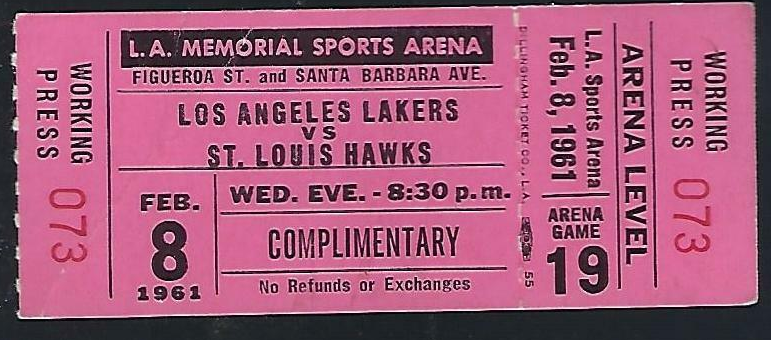 WORKING
PRESS
073
L.A. MEMORIAL SPORTS ARENA
FIGUEROA ST. and SANTA BARBARA AVE.
LOS ANGELES LAKERS
VS
ST. LOUIS HAWKS
FEB.
8
1961
WED. EVE. - 8:30 p.m.
COMPLIMENTARY
No Refunds or Exchanges
DILLINGHAM TICKET CO., L.A.
55
L.A. Sports Arena
Feb. 8, 1961
ARENA
GAME
19
ARENA LEVEL
WORKING
PRESS
073